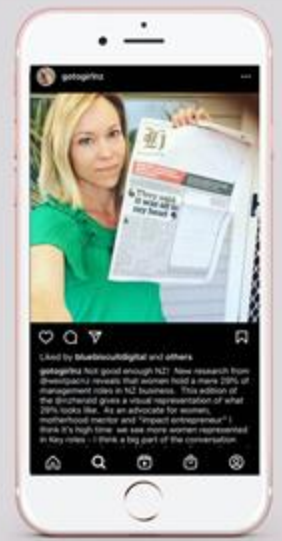 gotogirlnz
They said
it was all in
my head
Liked by bluebiscuitdigital and others
gotogirlnz Not good enough NZ! New research from
@westpacnz reveals that women hold a mere 29% of
management roles in NZ business. This edition of
the @nzherald gives a visual representation of what
29% looks like. As an advocate for women,
motherhood mentor and "impact entrepreneur" I
think it's high time we see more women represented
in Key roles - I think a big part of the conversation